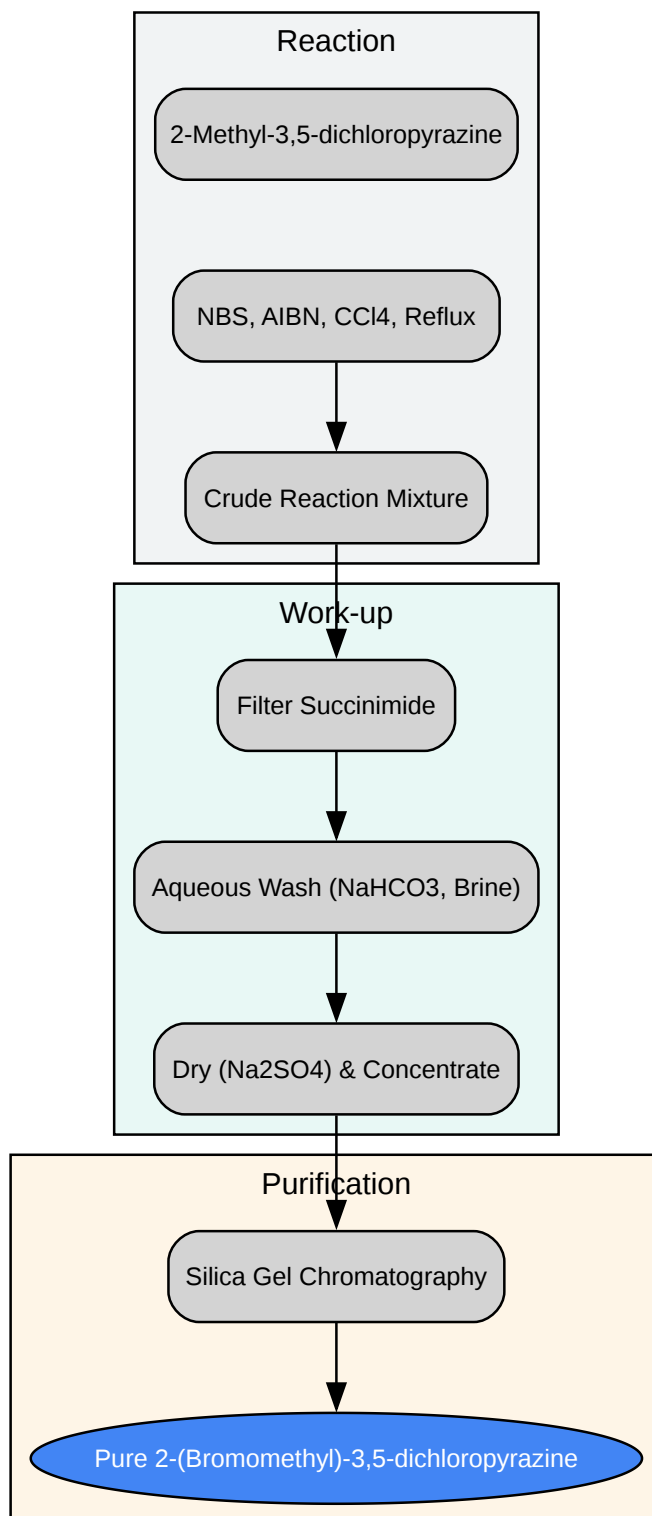 Reaction
2-Methyl-3,5-dichloropyrazine
NBS, AIBN, CCl4, Reflux
Crude Reaction Mixture
Work-up
Filter Succinimide
Aqueous Wash (NaHCO3, Brine)
Dry (Na2SO4) & Concentrate
Purification
Silica Gel Chromatography
Pure 2-(Bromomethyl)-3,5-dichloropyrazine